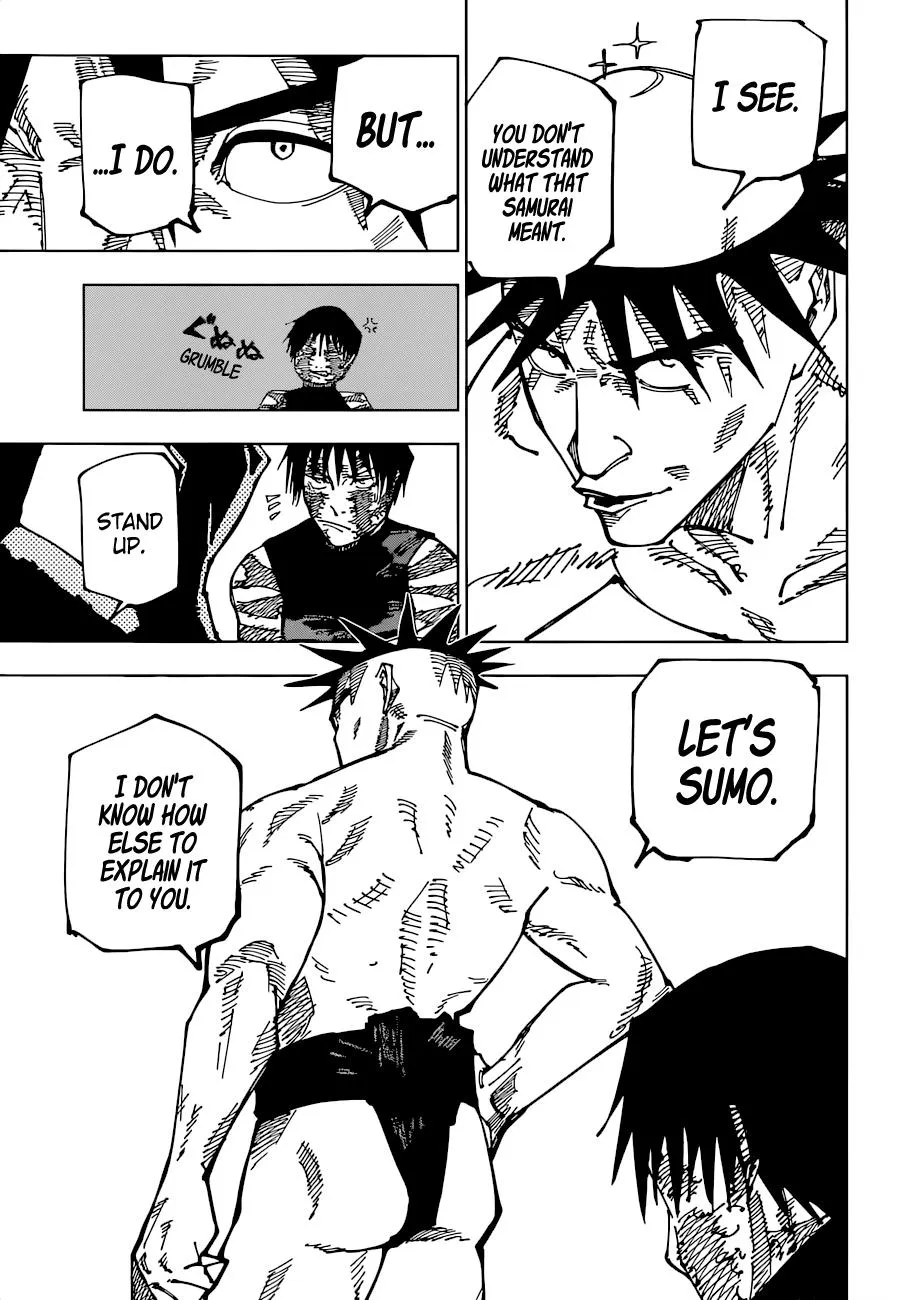 I SEE.
YOU DON'T
UNDERSTAND
WHAT THAT
SAMURAI
MEANT.
BUT...
...I DO.
ぐぬぬ
GRUMBLE
STAND
UP.
LET'S
SUMO.
I DON'T
KNOW HOW
ELSE TO
EXPLAIN IT
TO YOU.